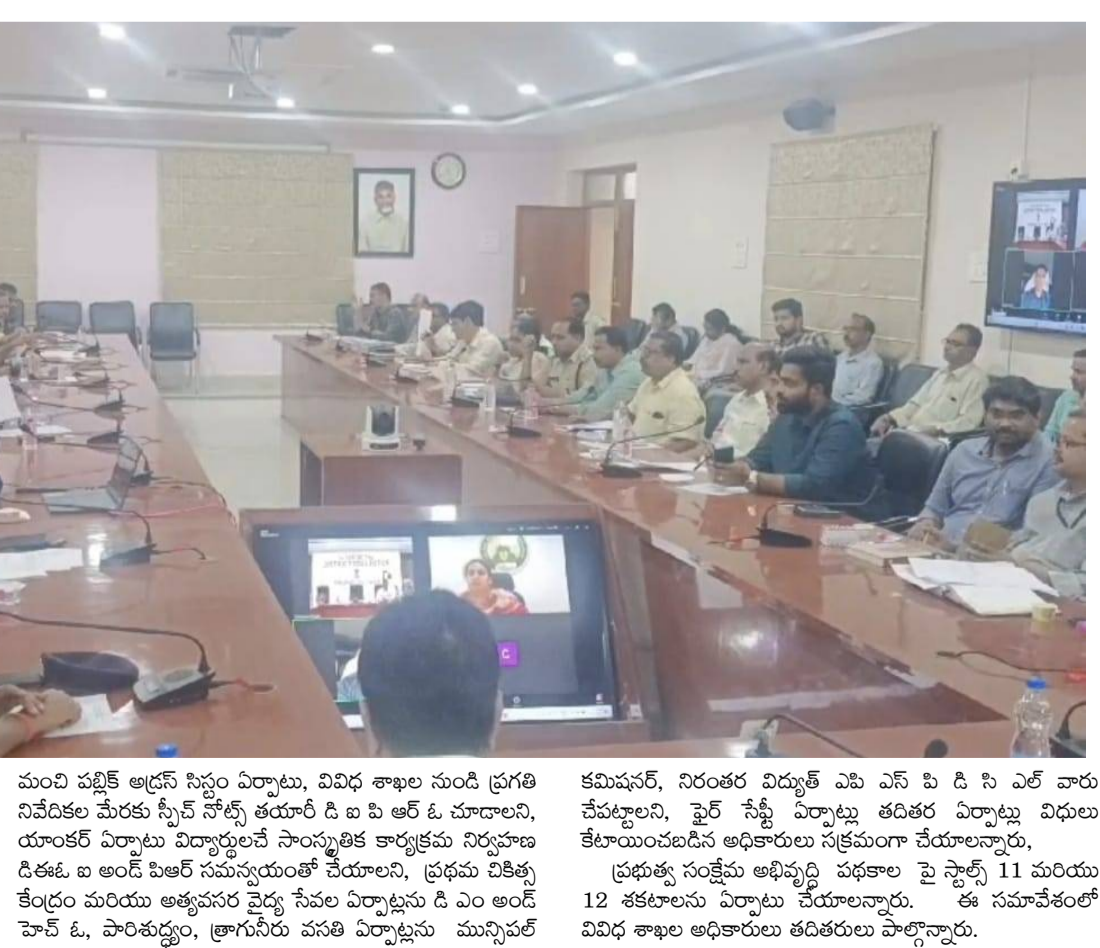 మంచి పబ్లిక్ అడ్రస్ సిస్టం ఏర్పాటు, వివిధ శాఖల నుండి ప్రగతి
నివేదికల మేరకు స్పీచ్ నోట్స్ తయారీ డి ఐ పి ఆర్ ఓ చూడాలని,
యాంకర్ ఏర్పాటు విద్యార్థులచే సాంస్కృతిక కార్యక్రమ నిర్వహణ
డిఈఓ ఐ అండ్ పిఆర్ సమన్వయంతో చేయాలని, ప్రథమ చికిత్స
కేంద్రం మరియు అత్యవసర వైద్య సేవల ఏర్పాట్లను డి ఎం అండ్
హెచ్ ఓ, పారిశుద్ధ్యం, త్రాగునీరు వసతి ఏర్పాట్లను మున్సిపల్
కమిషనర్, నిరంతర విద్యుత్ ఎపి ఎస్ పి డి సి ఎల్ వారు
చేపట్టాలని, ఫైర్ సేఫ్టీ ఏర్పాట్లు తదితర ఏర్పాట్లు విధులు
కేటాయించబడిన అధికారులు సక్రమంగా చేయాలన్నారు,
ప్రభుత్వ సంక్షేమ అభివృద్ధి పథకాల పై స్టాల్స్ 11 మరియు
12 శకటాలను ఏర్పాటు చేయాలన్నారు. ఈ సమావేశంలో
వివిధ శాఖల అధికారులు తదితరులు పాల్గొన్నారు.